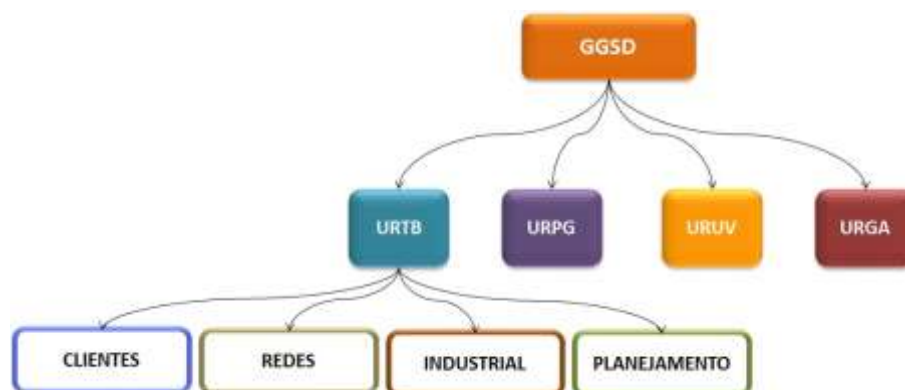 GGSD
URTB
URPG
URUV
URGA
CLIENTES
REDES
INDUSTRIAL
PLANEJAMENTO